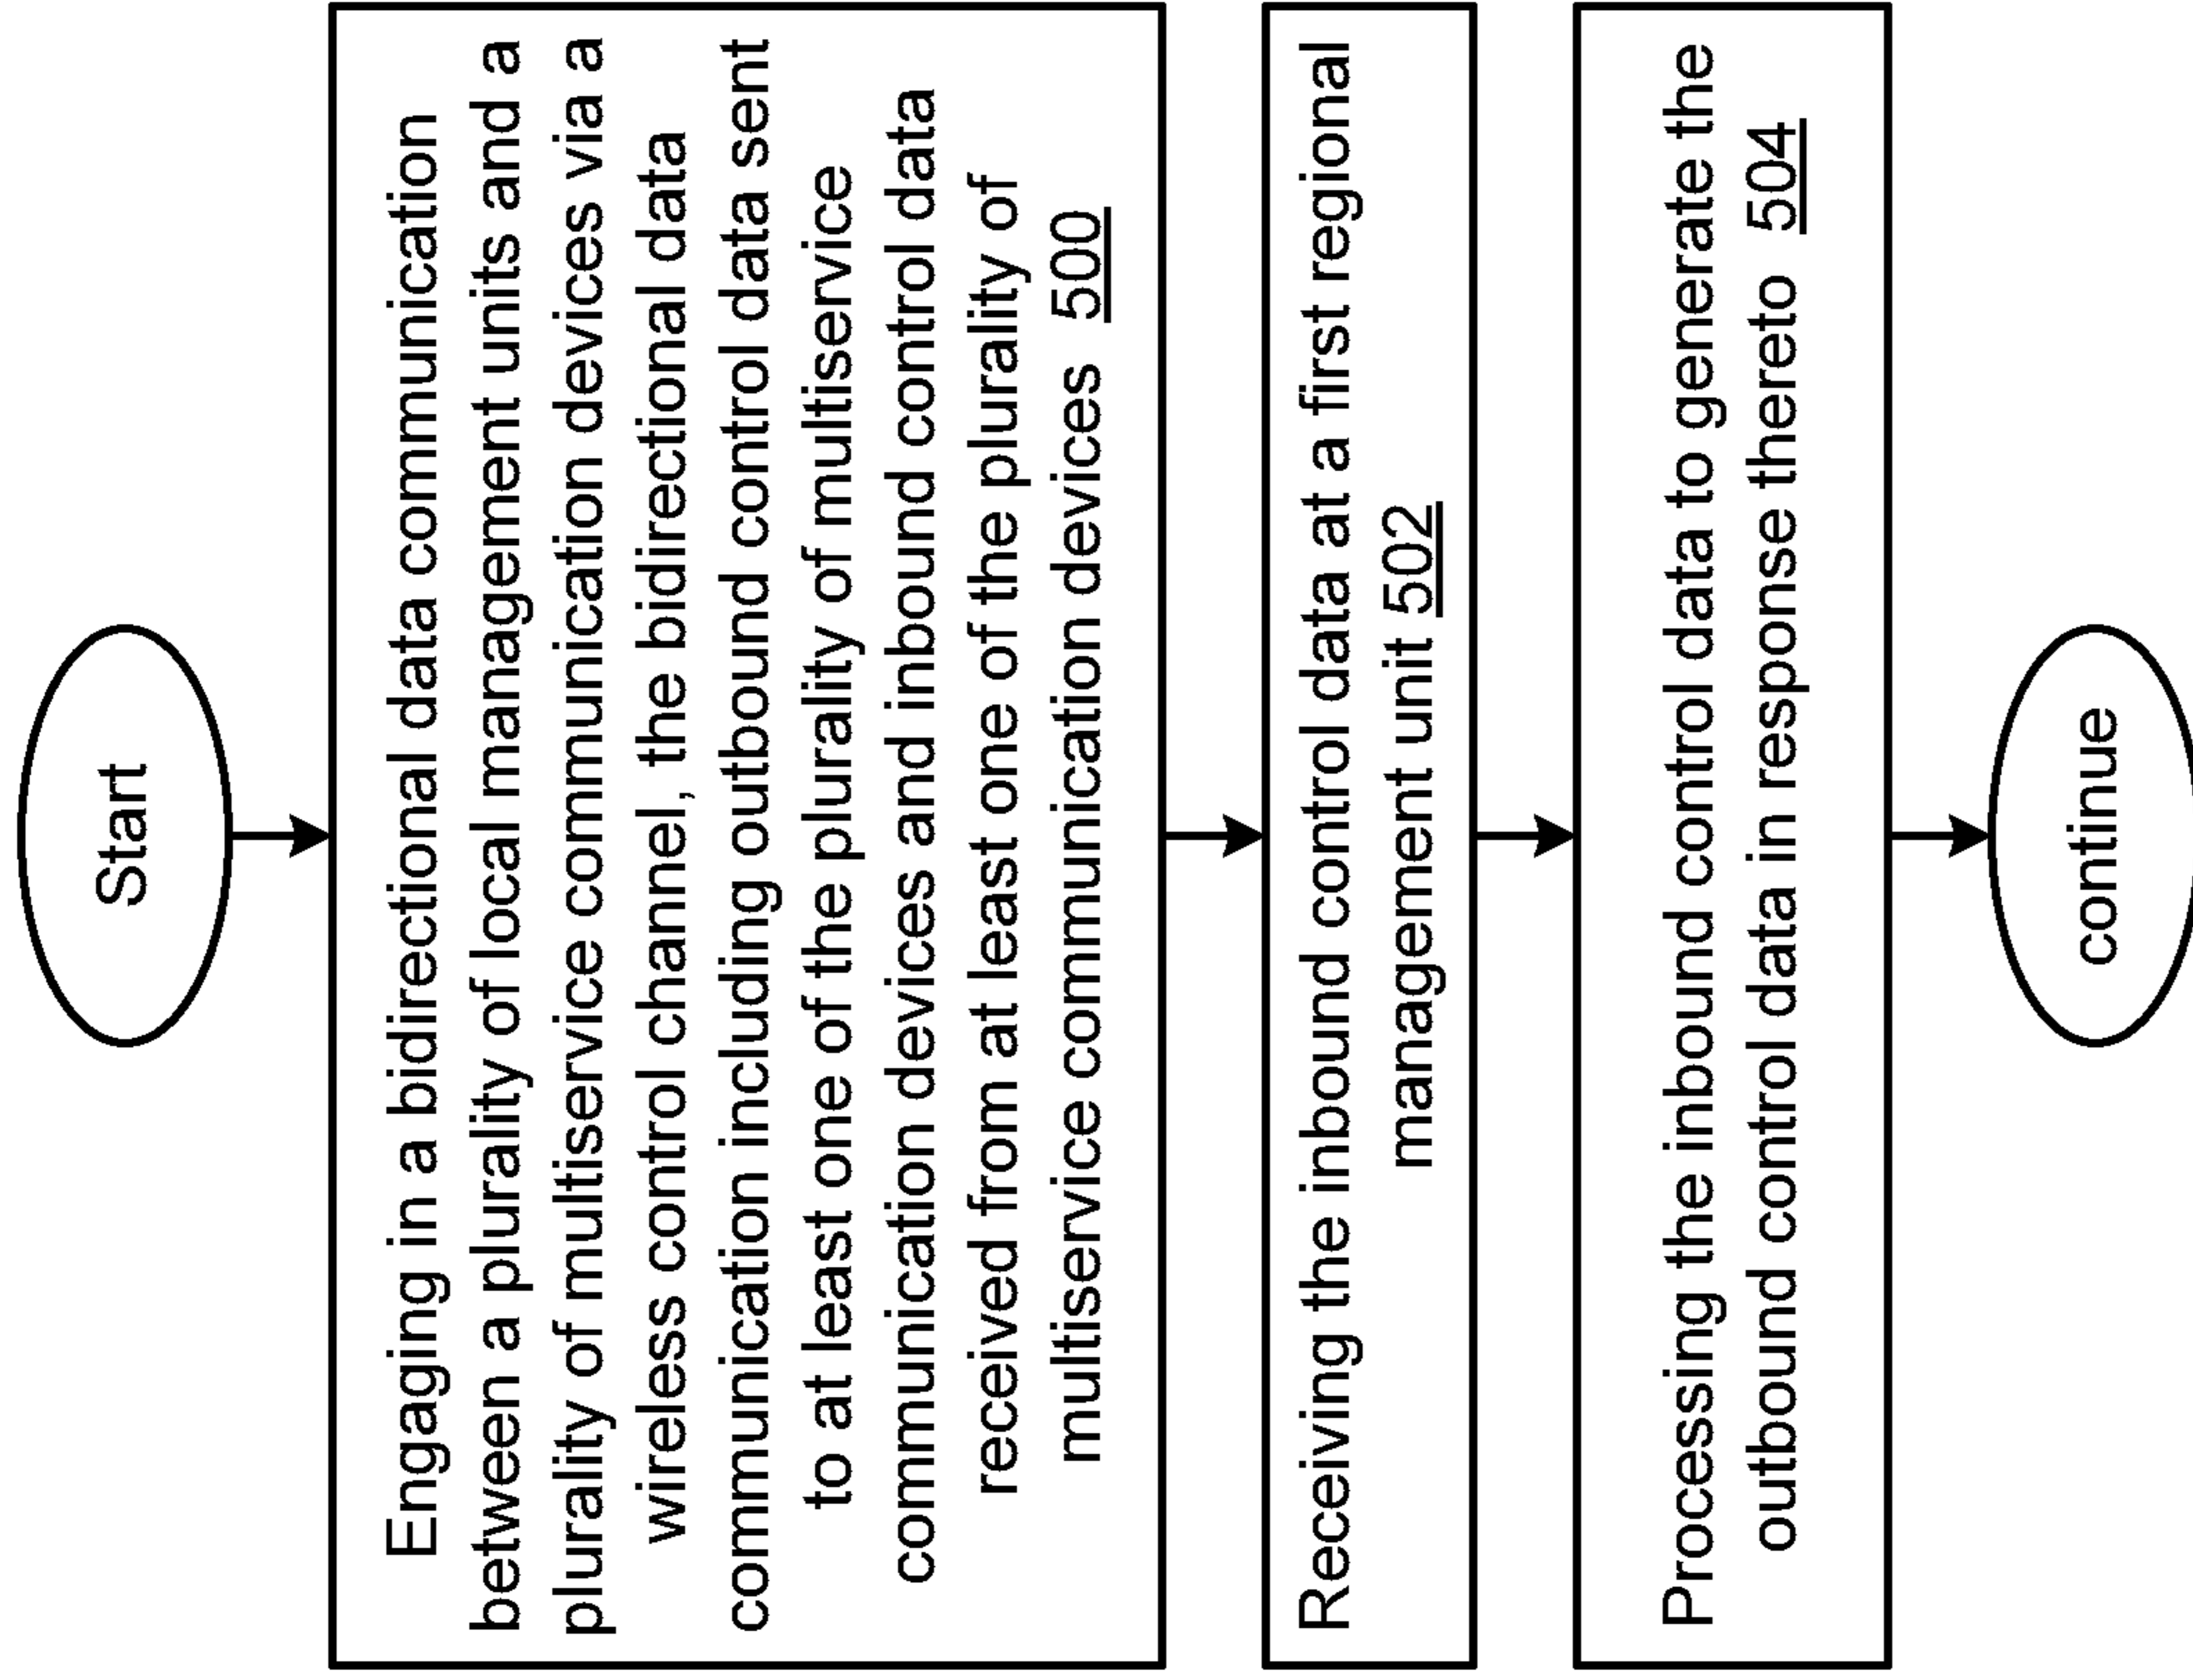 Start
Engaging in a bidirectional data communication
between a plurality of local management units and a
plurality of multiservice communication devices via a
wireless control channel, the bidirectional data
communication including outbound control data sent
to at least one of the plurality of multiservice
communication devices and inbound control data
received from at least one of the plurality of
multiservice communication devices 500
Receiving the inbound control data at a first regional
management unit 502
Processing the inbound control data to generate the
outbound control data in response thereto 504
continue